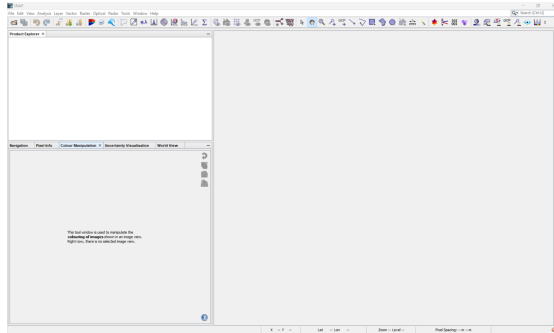 SNAP
File Edit View Analysis Layer Vector Raster Optical Radar Tools Window Help
Search (Ctrl+I)
Product Explorer ×
Navigation Pixel Info Colour Manipulation × Uncertainty Visualisation World View
This tool window is used to manipulate the
colouring of images shown in an image view.
Right now, there is no selected image view.
X -- Y -- Lat -- Lon -- Zoom -- Level -- Pixel Spacing: -- m -- m